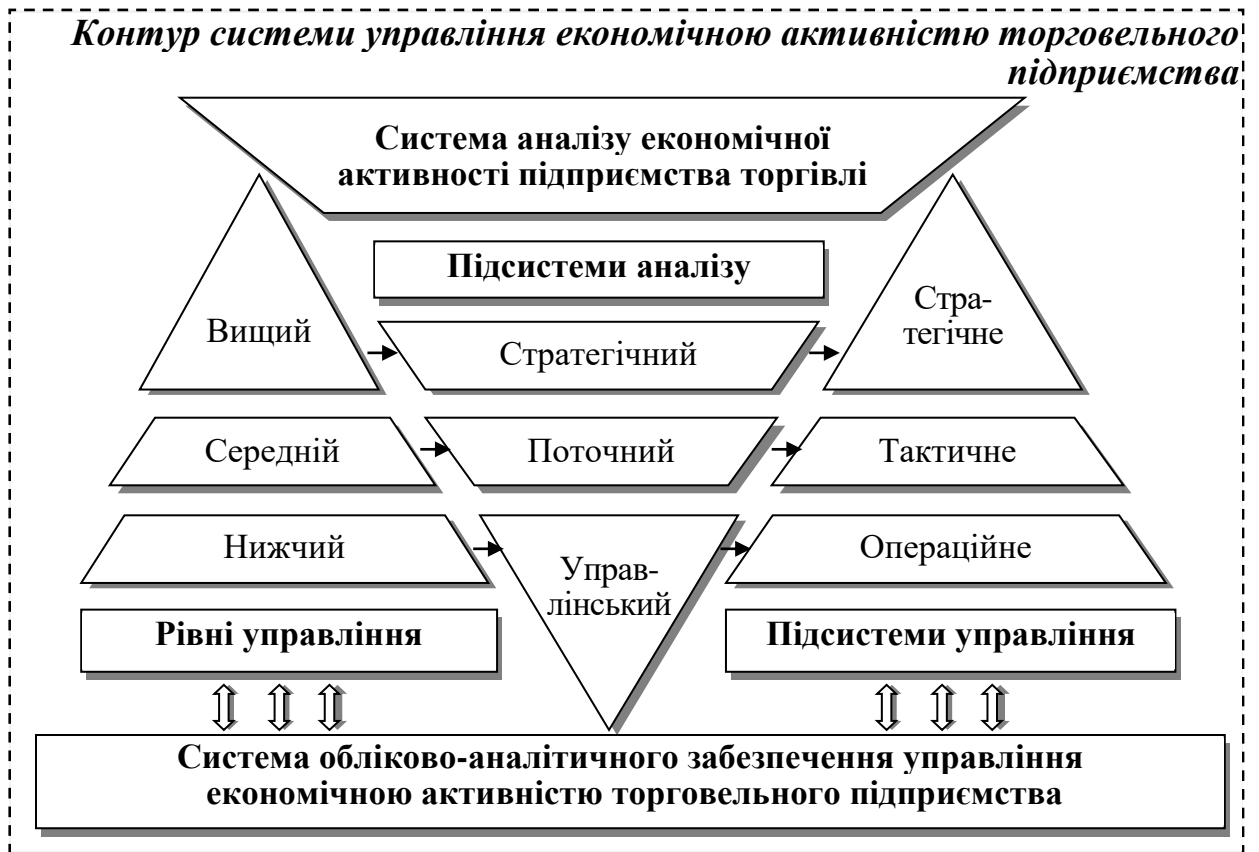 Контур системи управління економічною активністю торговельного
підприємства
Система аналізу економічної
активності підприємства торгівлі
Підсистеми аналізу
Вищий
Стратегічний
Стра-
тегічне
Середній
Поточний
Тактичне
Нижчий
Управ-
лінський
Операційне
Рівні управління
Підсистеми управління
Система обліково-аналітичного забезпечення управління
економічною активністю торговельного підприємства